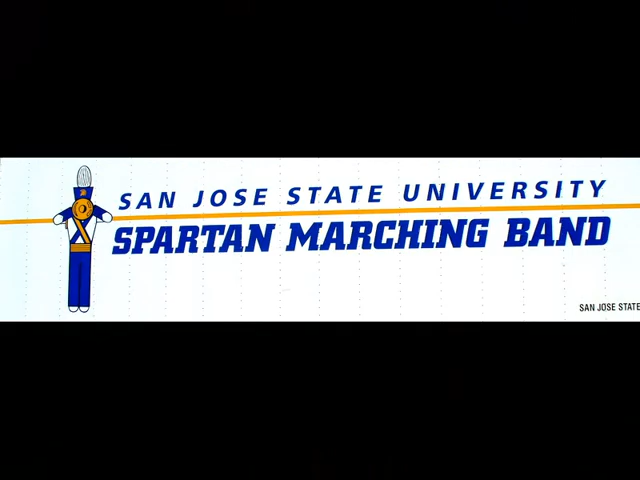 SAN JOSE STATE UNIVERSITY
SPARTAN MARCHING BAND
SAN JOSE STATE